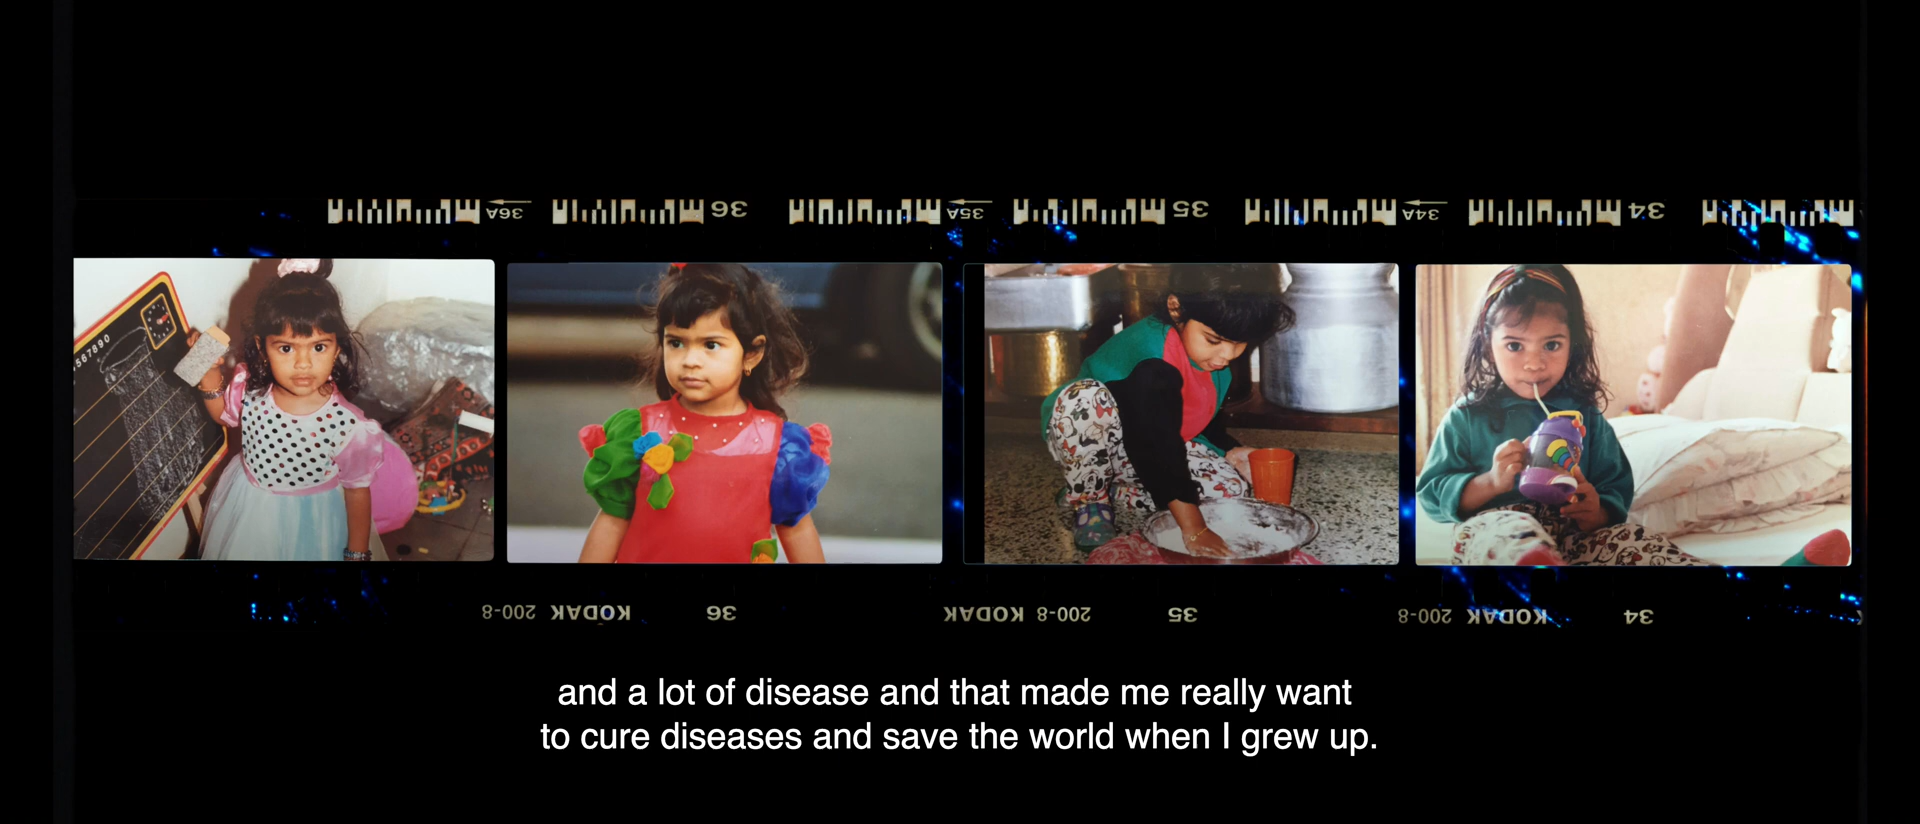 36A 36 35A 35 34A 34
567890
200-8 KODAK 36 KODAK 200-8 35 200-8 KODAK 34
and a lot of disease and that made me really want
to cure diseases and save the world when I grew up.